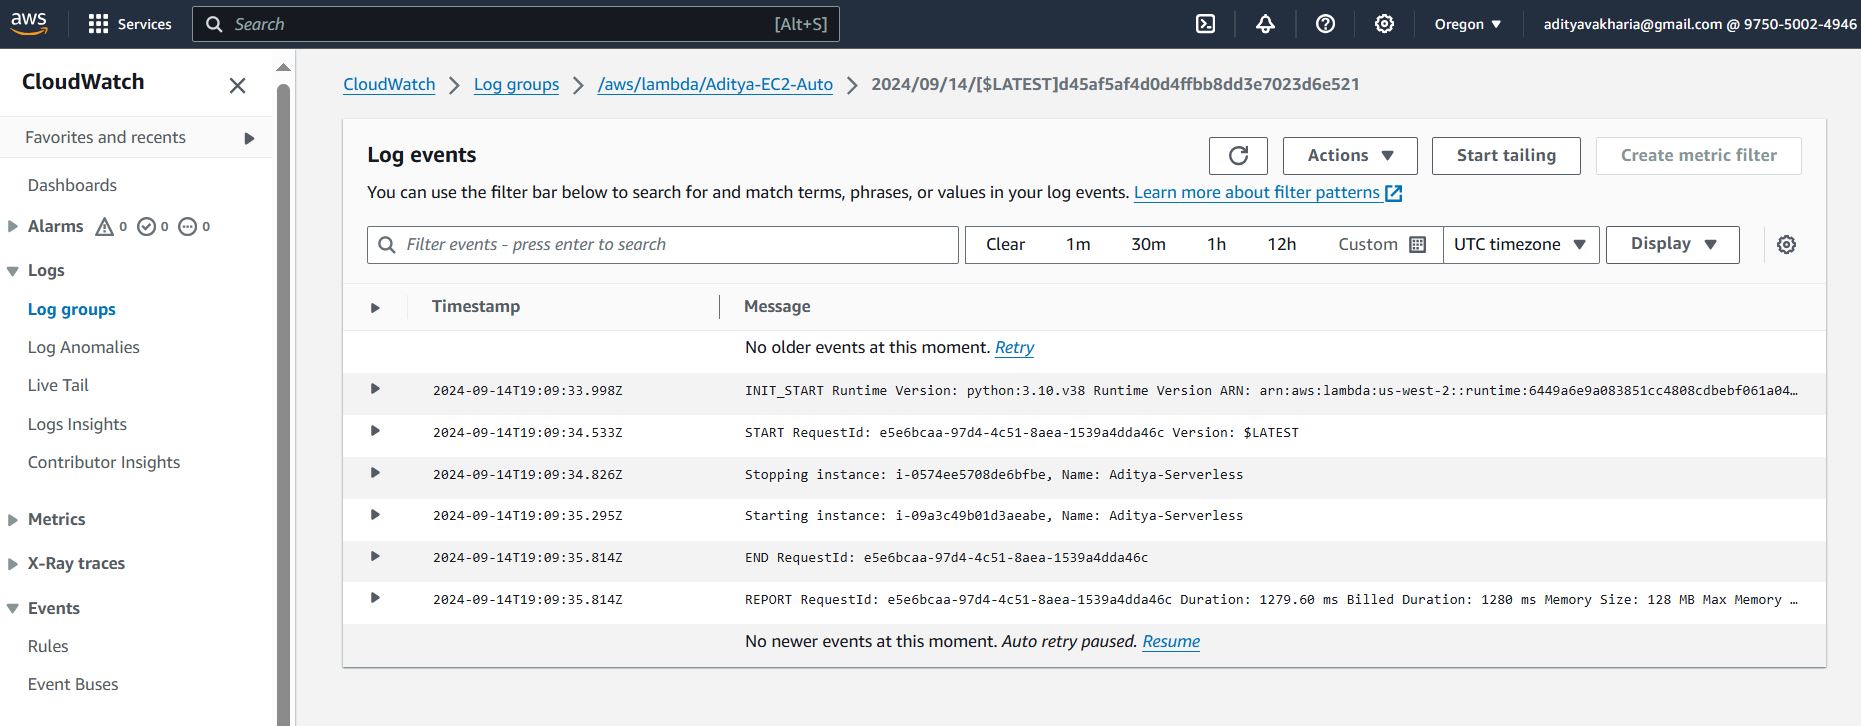 aws Services Search [Alt+S] Oregon adityavakharia@gmail.com @ 9750-5002-4946
CloudWatch
Favorites and recents
Dashboards
Alarms 0 0 0
Logs
Log groups
Log Anomalies
Live Tail
Logs Insights
Contributor Insights
Metrics
X-Ray traces
Events
Rules
Event Buses
CloudWatch Log groups /aws/lambda/Aditya-EC2-Auto 2024/09/14/[$LATEST]d45af5af4d0d4ffbb8dd3e7023d6e521
Log events
Actions Start tailing Create metric filter
You can use the filter bar below to search for and match terms, phrases, or values in your log events. Learn more about filter patterns
Filter events - press enter to search Clear 1m 30m 1h 12h Custom UTC timezone Display
Timestamp Message
No older events at this moment. Retry
2024-09-14T19:09:33.998Z INIT_START Runtime Version: python:3.10.v38 Runtime Version ARN: arn:aws:lambda:us-west-2::runtime:6449a6e9a083851cc4808cdbebf061a04…
2024-09-14T19:09:34.533Z START RequestId: e5e6bcaa-97d4-4c51-8aea-1539a4dda46c Version: $LATEST
2024-09-14T19:09:34.826Z Stopping instance: i-0574ee5708de6bfbe, Name: Aditya-Serverless
2024-09-14T19:09:35.295Z Starting instance: i-09a3c49b01d3aeabe, Name: Aditya-Serverless
2024-09-14T19:09:35.814Z END RequestId: e5e6bcaa-97d4-4c51-8aea-1539a4dda46c
2024-09-14T19:09:35.814Z REPORT RequestId: e5e6bcaa-97d4-4c51-8aea-1539a4dda46c Duration: 1279.60 ms Billed Duration: 1280 ms Memory Size: 128 MB Max Memory …
No newer events at this moment. Auto retry paused. Resume